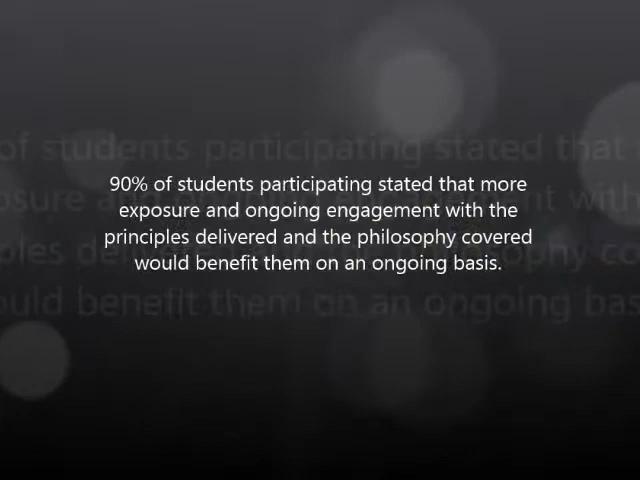 90% of students participating stated that more
exposure and ongoing engagement with the
principles delivered and the philosophy covered
would benefit them on an ongoing basis.